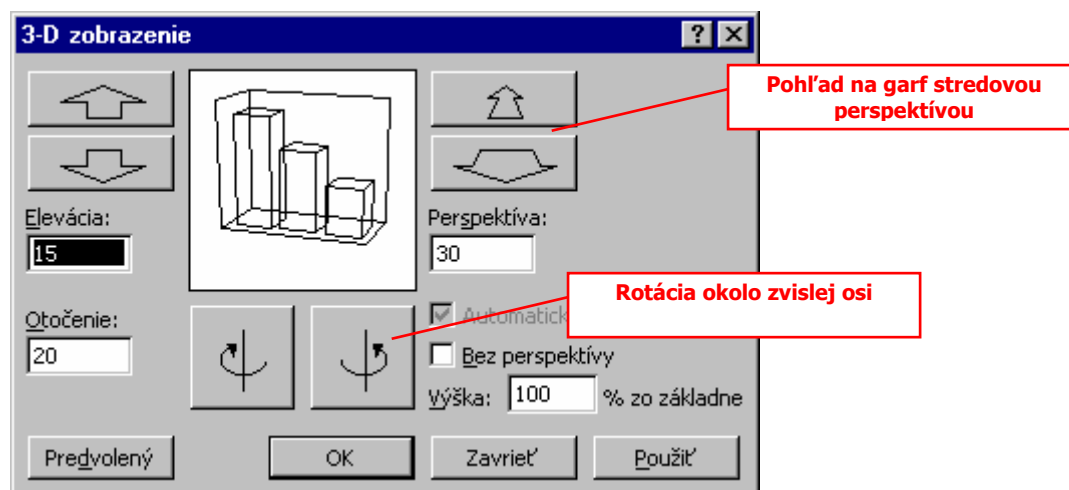 3-D zobrazenie
Pohľad na garf stredovou
perspektívou
Elevácia:
15
Perspektíva:
30
Rotácia okolo zvislej osi
Otočenie:
20
Bez perspektívy
Výška: 100 % zo základne
Predvolený
OK
Zavrieť
Použiť